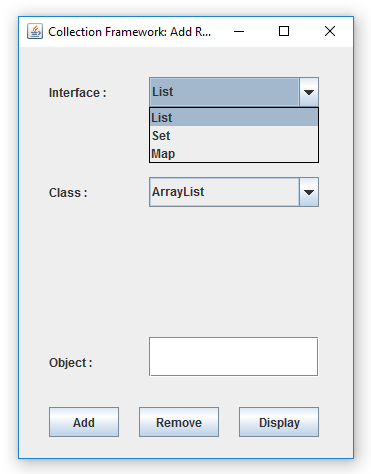 Collection Framework: Add R...
Interface : List
List
Set
Map
Class : ArrayList
Object :
Add Remove Display